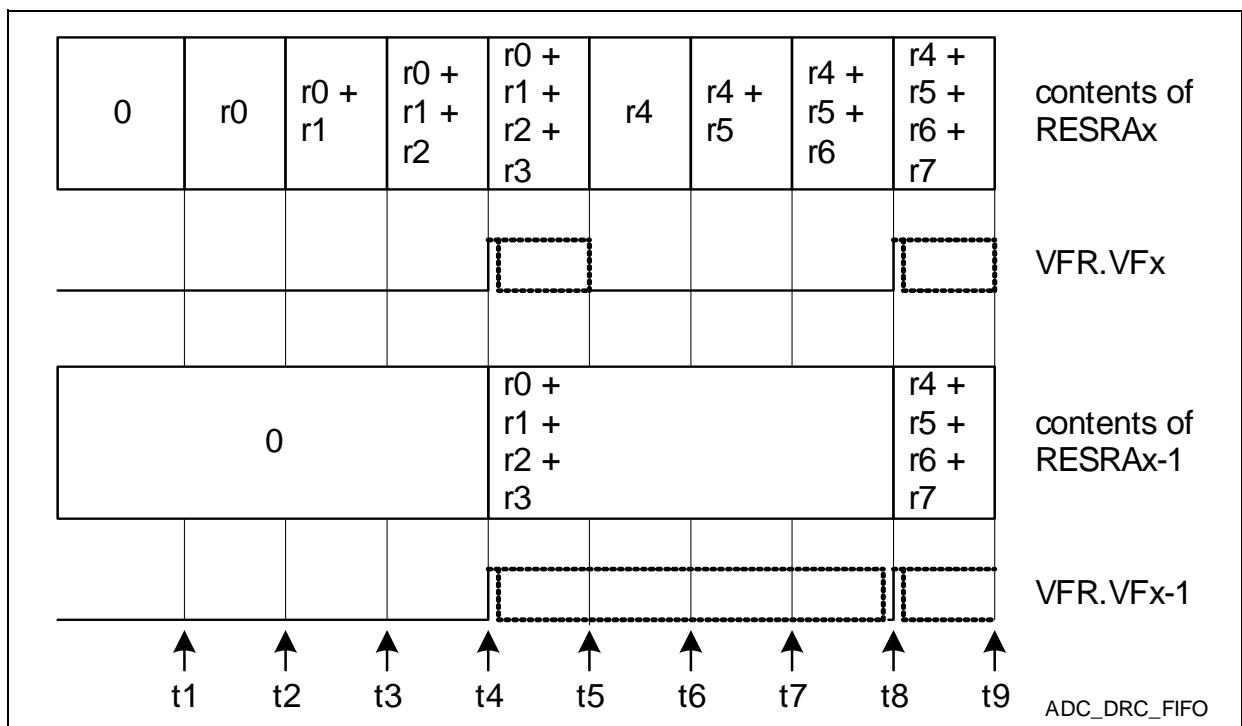 0
r0
r0 +
r1
r0 +
r1 +
r2
r0 +
r1 +
r2 +
r3
r4
r4 +
r5
r4 +
r5 +
r6
r4 +
r5 +
r6 +
r7
contents of
RESRAx
VFR.VFx
0
r0 +
r1 +
r2 +
r3
r4 +
r5 +
r6 +
r7
contents of
RESRAx-1
VFR.VFx-1
t1 t2 t3 t4 t5 t6 t7 t8 t9
ADC_DRC_FIFO